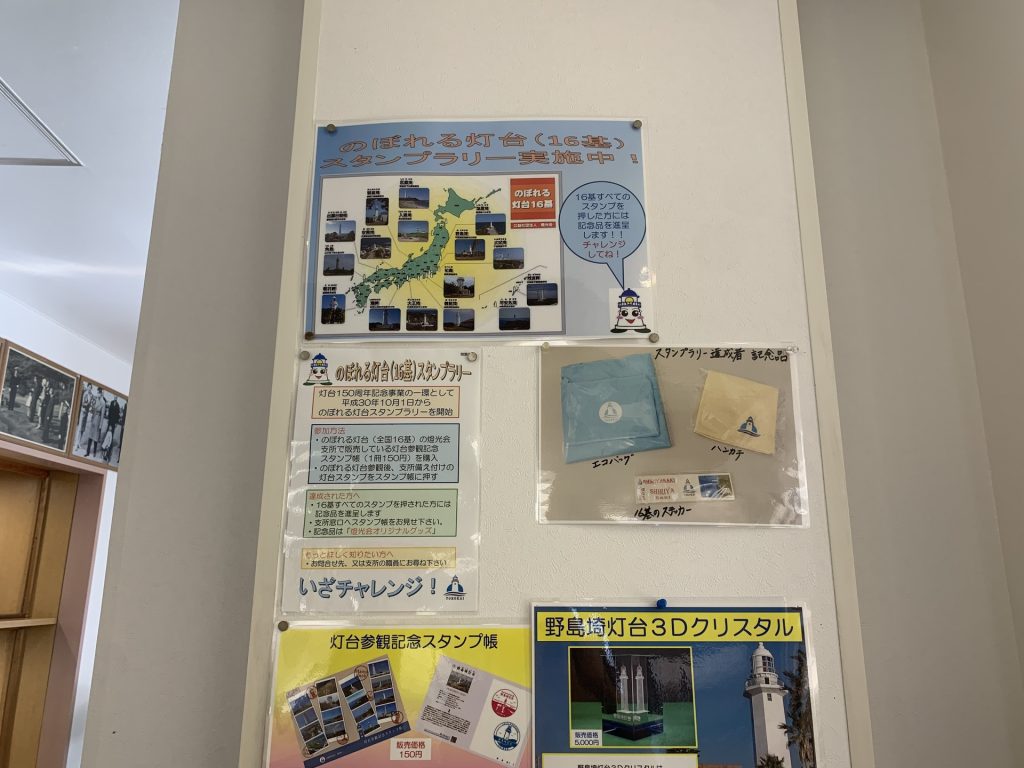 のぼれる灯台(16基)
スタンプラリー実施中!
のぼれる
灯台16基
16基すべての
スタンプを
押した方には
記念品を進呈
します!!
チャレンジ
してね!
のぼれる灯台(16基)スタンプラリー
灯台150周年記念事業の一環として
平成30年10月1日から
のぼれる灯台スタンプラリーを開始
参加方法
・のぼれる灯台(全国16基)の燈光会
支所で販売している灯台参観記念
スタンプ帳(1冊150円)を購入
・のぼれる灯台参観後、支所備え付けの
灯台スタンプをスタンプ帳に押す
達成された方へ
・16基すべてのスタンプを押された方には
記念品を進呈します
・支所窓口へスタンプ帳をお見せ下さい。
・記念品は「燈光会オリジナルグッズ」
もっとくわしく知りたい方へ
・お問合せ先、又は支所の職員にお尋ね下さい
いざチャレンジ!
TOKOKAI
スタンプラリー達成者 記念品
エコバッグ
ハンカチ
SHIRIYA
16基のステッカー
灯台参観記念スタンプ帳
販売価格
150円
野島埼灯台3Dクリスタル
販売価格
5,000円
野島埼灯台3Dクリスタルは